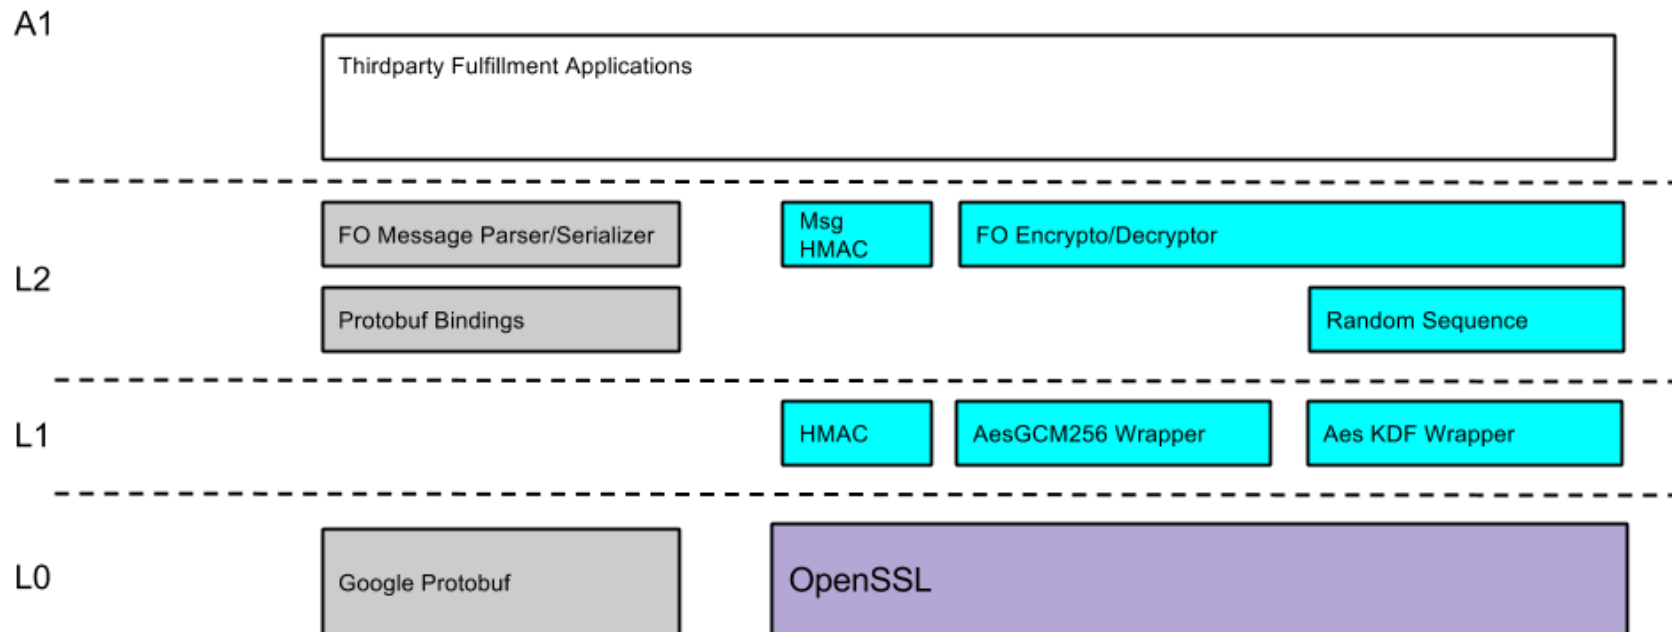 A1
Thirdparty Fulfillment Applications
FO Message Parser/Serializer
Msg
HMAC
FO Encrypto/Decryptor
L2
Protobuf Bindings
Random Sequence
L1
HMAC
AesGCM256 Wrapper
Aes KDF Wrapper
L0
Google Protobuf
OpenSSL